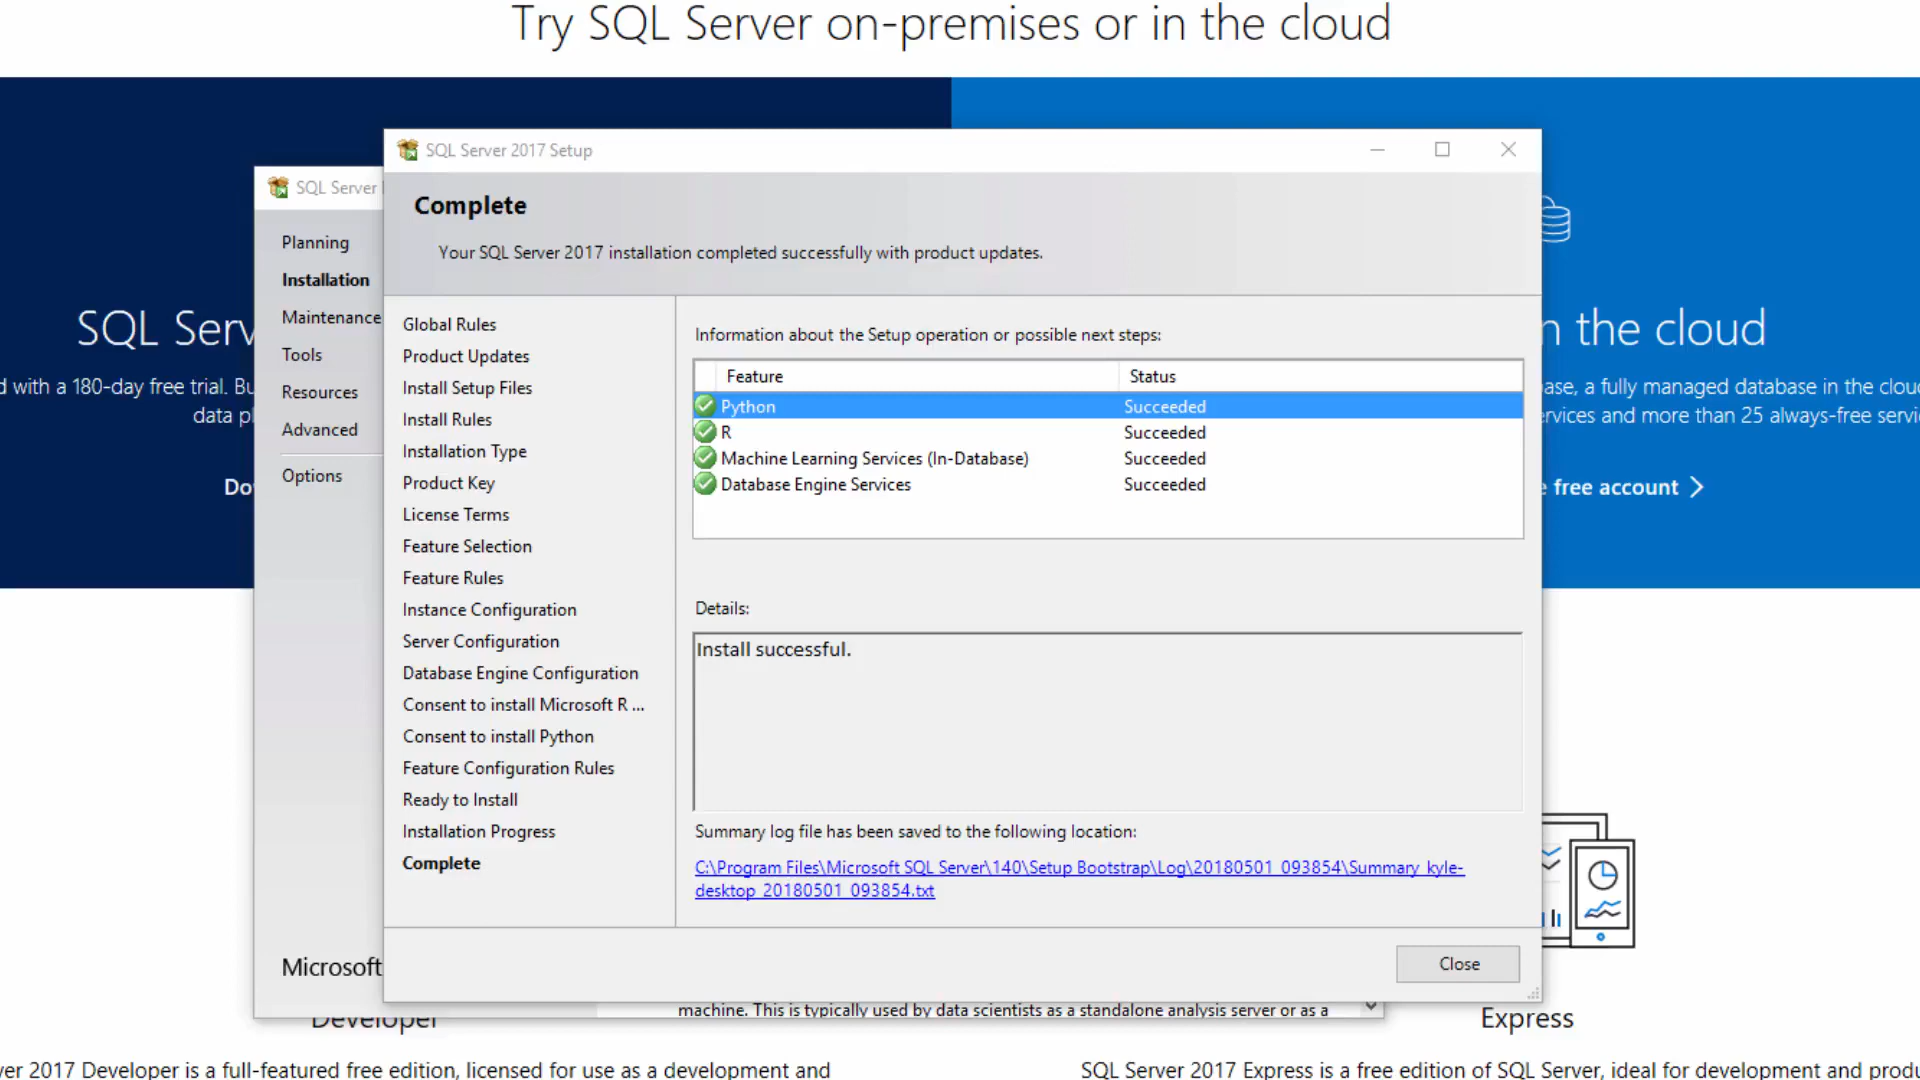 Try SQL Server on-premises or in the cloud
SQL Server 2017 Setup
Complete
Your SQL Server 2017 installation completed successfully with product updates.
SQL Server
Planning
Installation
Maintenance
Tools
Resources
Advanced
Options
Microsoft
Global Rules
Product Updates
Install Setup Files
Install Rules
Installation Type
Product Key
License Terms
Feature Selection
Feature Rules
Instance Configuration
Server Configuration
Database Engine Configuration
Consent to install Microsoft R ...
Consent to install Python
Feature Configuration Rules
Ready to Install
Installation Progress
Complete
Information about the Setup operation or possible next steps:
Feature Status
Python Succeeded
R Succeeded
Machine Learning Services (In-Database) Succeeded
Database Engine Services Succeeded
Details:
Install successful.
Summary log file has been saved to the following location:
C:\Program Files\Microsoft SQL Server\140\Setup Bootstrap\Log\20180501_093854\Summary_kyle-
desktop_20180501_093854.txt
Close
SQL Serv
d with a 180-day free trial. Bu
data pl
Do
n the cloud
ase, a fully managed database in the clou
ervices and more than 25 always-free servi
e free account
machine. This is typically used by data scientists as a standalone analysis server or as a
Developer
Express
ver 2017 Developer is a full-featured free edition, licensed for use as a development and
SQL Server 2017 Express is a free edition of SQL Server, ideal for development and produ